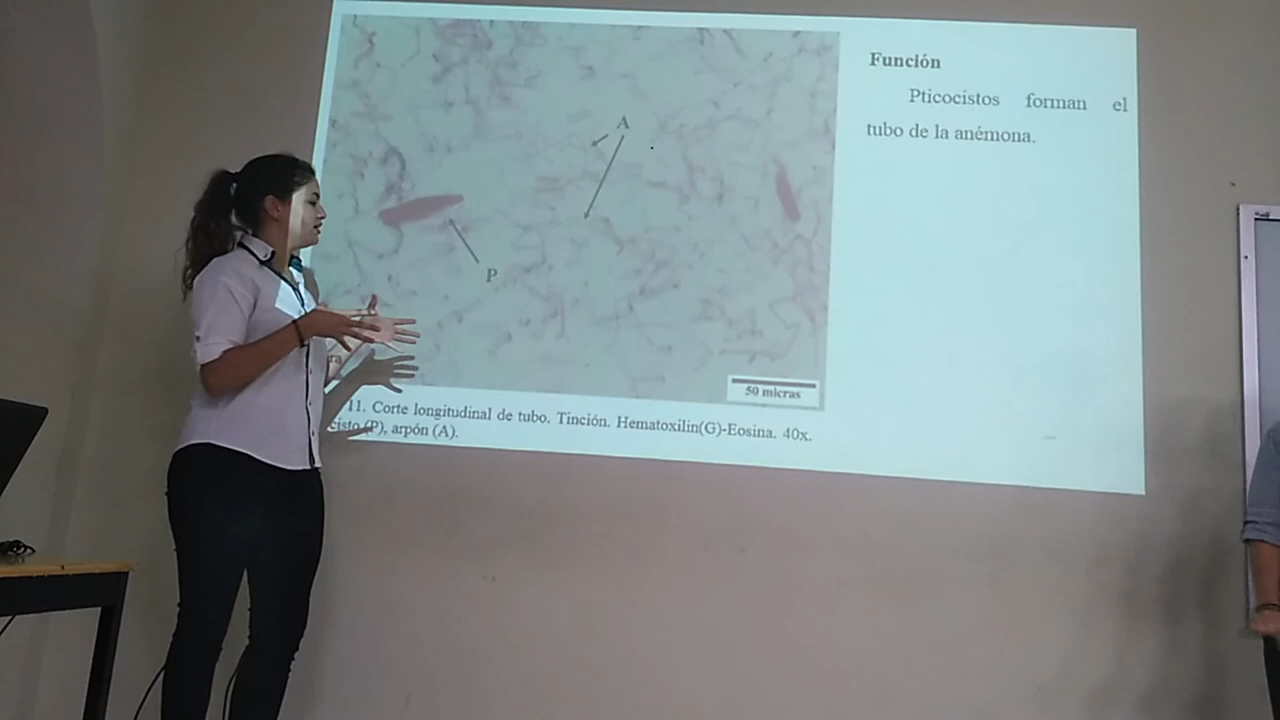 Función
Pticocistos forman el
tubo de la anémona.
A
P
50 micras
11. Corte longitudinal de tubo. Tinción. Hematoxilin(G)-Eosina. 40x.
cisto (P), arpón (A).